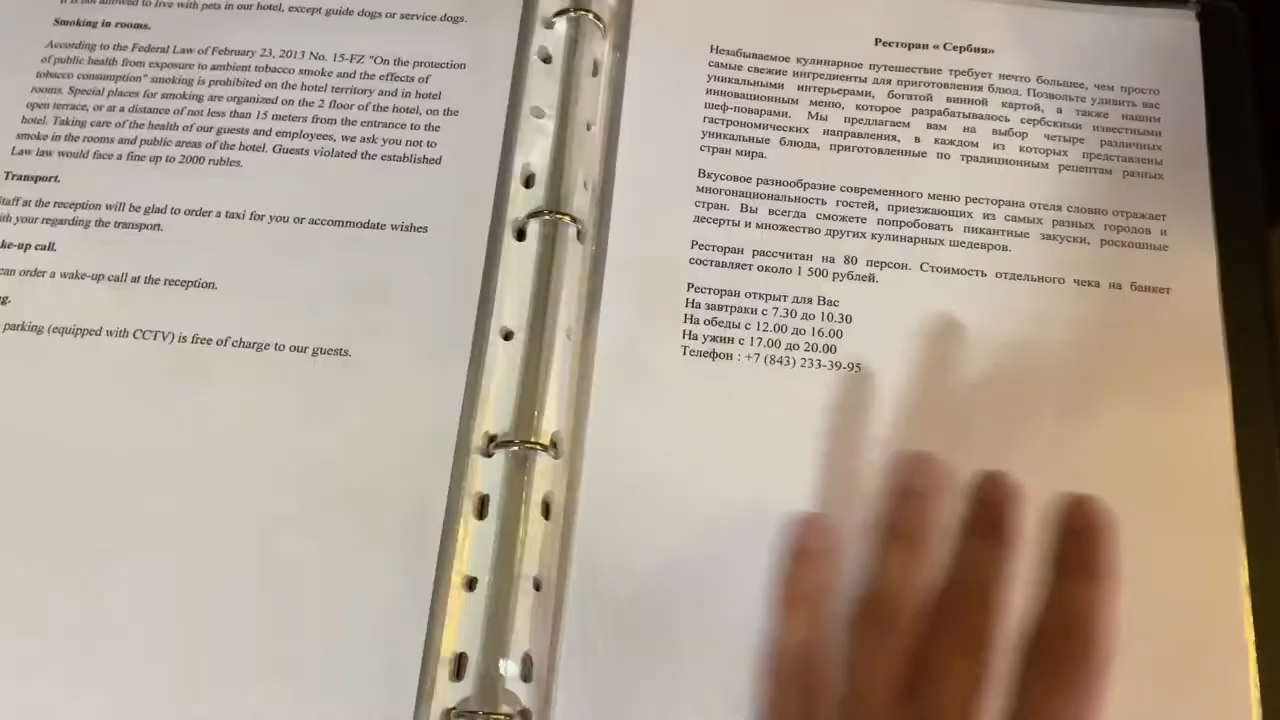 It is not allowed to live with pets in our hotel, except guide dogs or service dogs.
Smoking in rooms.
According to the Federal Law of February 23, 2013 No. 15-FZ "On the protection
of public health from exposure to ambient tobacco smoke and the effects of
tobacco consumption" smoking is prohibited on the hotel territory and in hotel
rooms. Special places for smoking are organized on the 2 floor of the hotel, on the
open terrace, or at a distance of not less than 15 meters from the entrance to the
hotel. Taking care of the health of our guests and employees, we ask you not to
smoke in the rooms and public areas of the hotel. Guests violated the established
Law law would face a fine up to 2000 rubles.
Transport.
Staff at the reception will be glad to order a taxi for you or accommodate wishes
ith your regarding the transport.
ke-up call.
can order a wake-up call at the reception.
g.
parking (equipped with CCTV) is free of charge to our guests.
Ресторан « Сербия»
Незабываемое кулинарное путешествие требует нечто большее, чем просто
самые свежие ингредиенты для приготовления блюд. Позвольте удивить вас
уникальными интерьерами, богатой винной картой, а также нашим
инновационным меню, которое разрабатывалось сербскими известными
шеф-поварами. Мы предлагаем вам на выбор четыре различных
гастрономических направления, в каждом из которых представлены
уникальные блюда, приготовленные по традиционным рецептам разных
стран мира.
Вкусовое разнообразие современного меню ресторана отеля словно отражает
многонациональность гостей, приезжающих из самых разных городов и
стран. Вы всегда сможете попробовать пикантные закуски, роскошные
десерты и множество других кулинарных шедевров.
Ресторан рассчитан на 80 персон. Стоимость отдельного чека на банкет
составляет около 1 500 рублей.
Ресторан открыт для Вас
На завтраки с 7.30 до 10.30
На обеды с 12.00 до 16.00
На ужин с 17.00 до 20.00
Телефон : +7 (843) 233-39-95